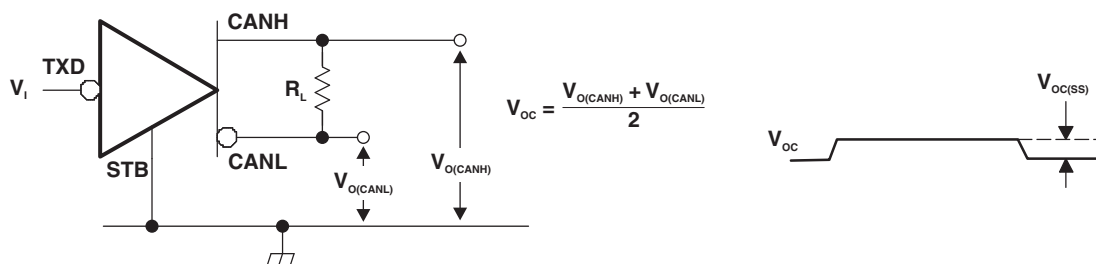 CANH
TXD
V_I
R_L
V_OC = (V_O(CANH) + V_O(CANL)) / 2
V_OC(SS)
V_OC
CANL
STB
V_O(CANL)
V_O(CANH)